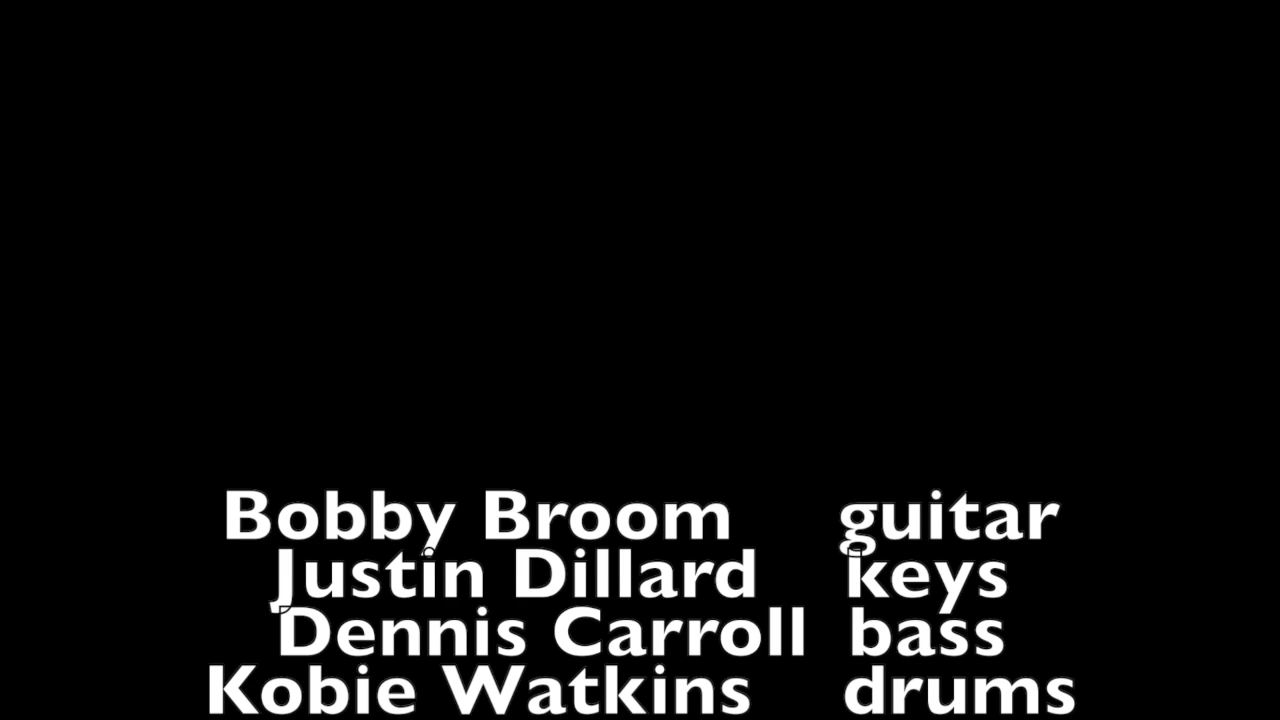 Bobby Broom guitar
Justin Dillard keys
Dennis Carroll bass
Kobie Watkins drums